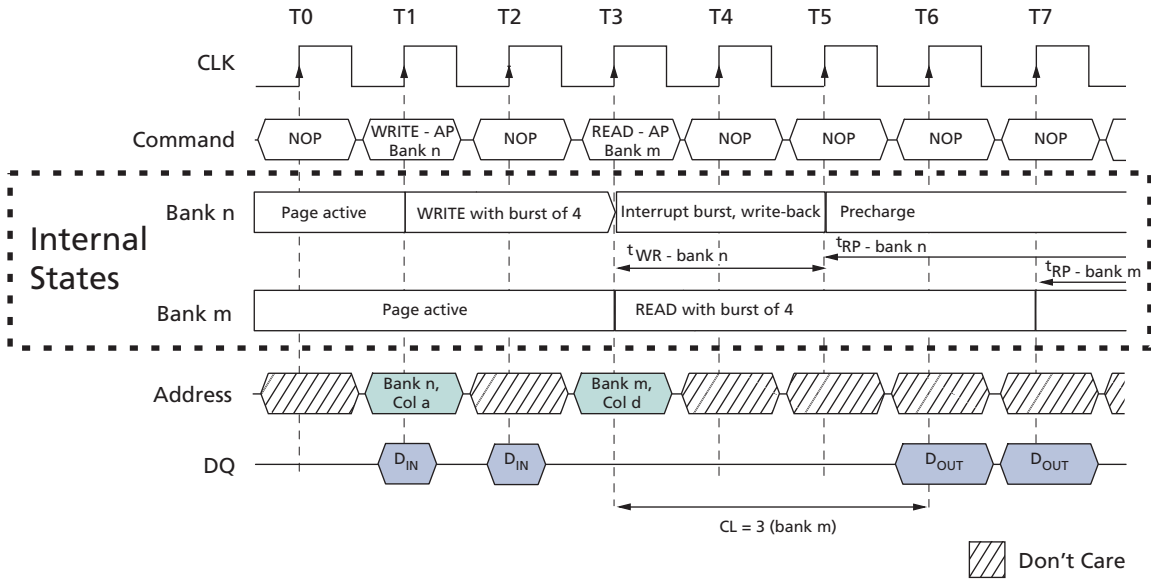 T0 T1 T2 T3 T4 T5 T6 T7
CLK
Command NOP WRITE - AP Bank n NOP READ - AP Bank m NOP NOP NOP NOP
Internal States
Bank n Page active WRITE with burst of 4 Interrupt burst, write-back Precharge
tWR - bank n tRP - bank n
tRP - bank m
Bank m Page active READ with burst of 4
Address Bank n, Col a Bank m, Col d
DQ DIN DIN DOUT DOUT
CL = 3 (bank m)
Don't Care